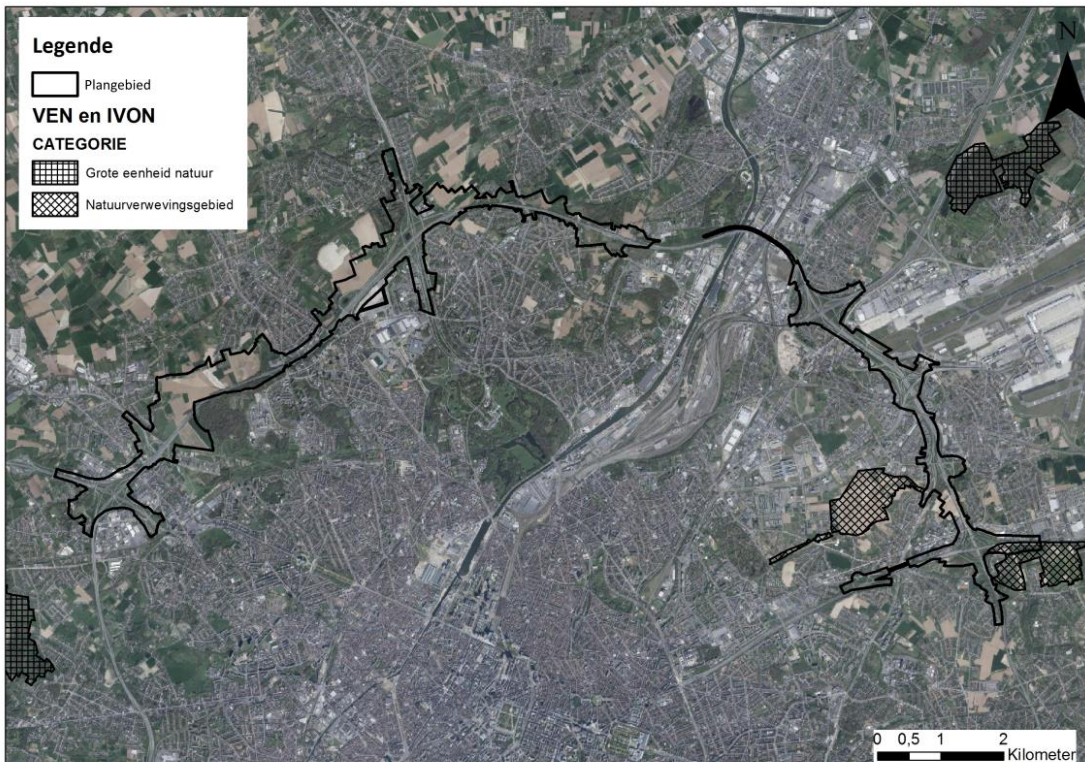 Legende
Plangebied
VEN en IVON
CATEGORIE
Grote eenheid natuur
Natuurverwevingsgebied
N
0 0,5 1 2
Kilometer